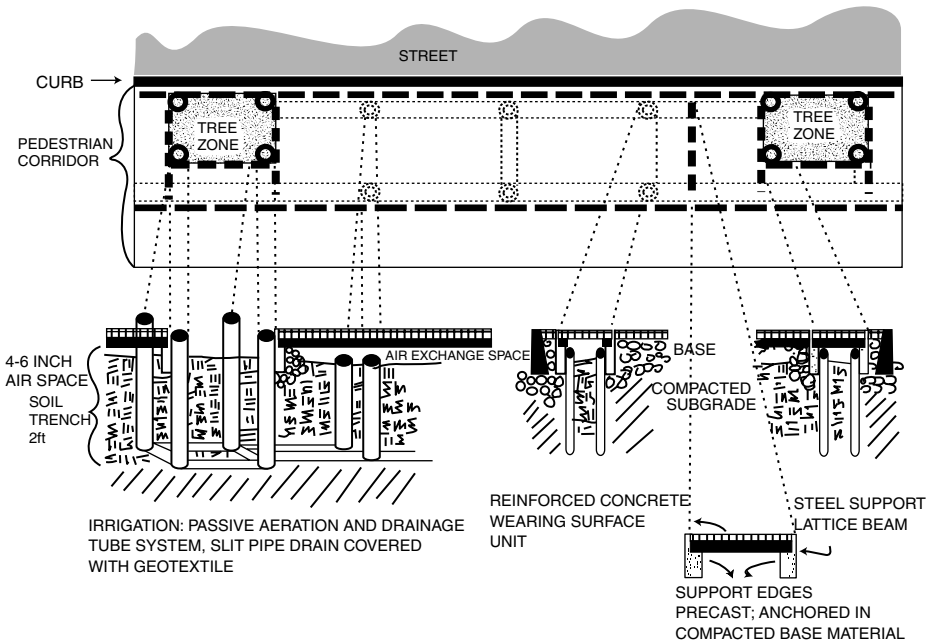 STREET
CURB
TREE
ZONE
TREE
ZONE
PEDESTRIAN
CORRIDOR
4-6 INCH
AIR SPACE
SOIL
TRENCH
2ft
AIR EXCHANGE SPACE
BASE
COMPACTED
SUBGRADE
IRRIGATION: PASSIVE AERATION AND DRAINAGE
TUBE SYSTEM, SLIT PIPE DRAIN COVERED
WITH GEOTEXTILE
REINFORCED CONCRETE
WEARING SURFACE
UNIT
STEEL SUPPORT
LATTICE BEAM
SUPPORT EDGES
PRECAST; ANCHORED IN
COMPACTED BASE MATERIAL